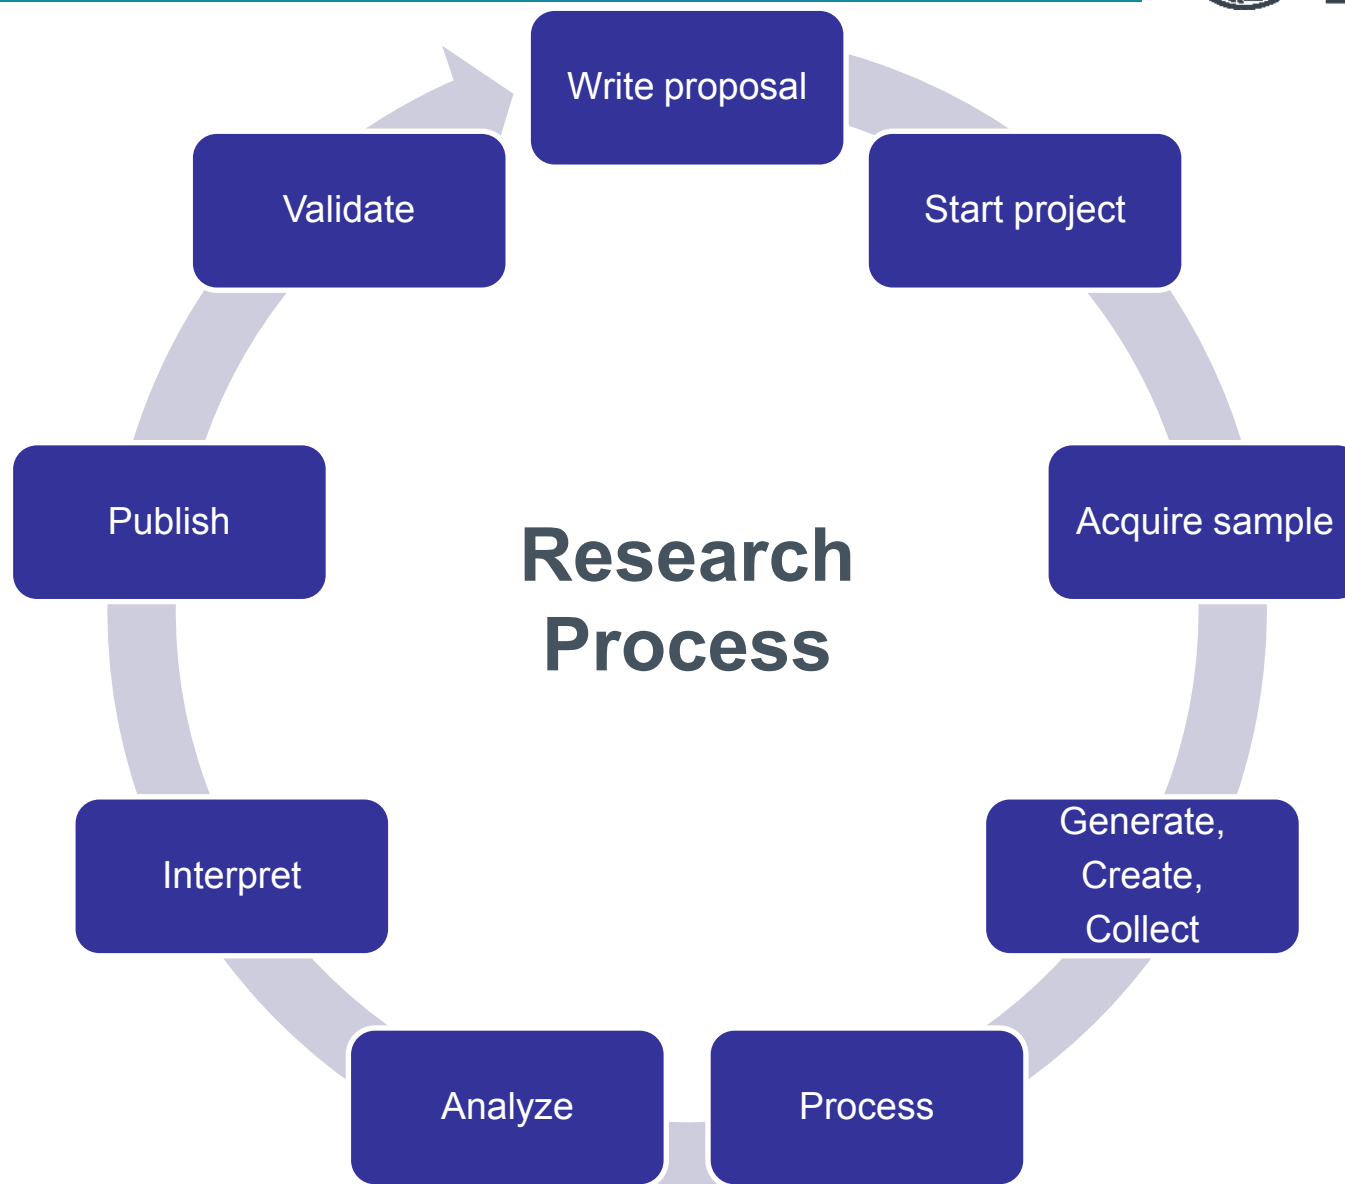 Write proposal
Start project
Acquire sample
Generate,
Create,
Collect
Process
Analyze
Interpret
Publish
Validate
Research
Process